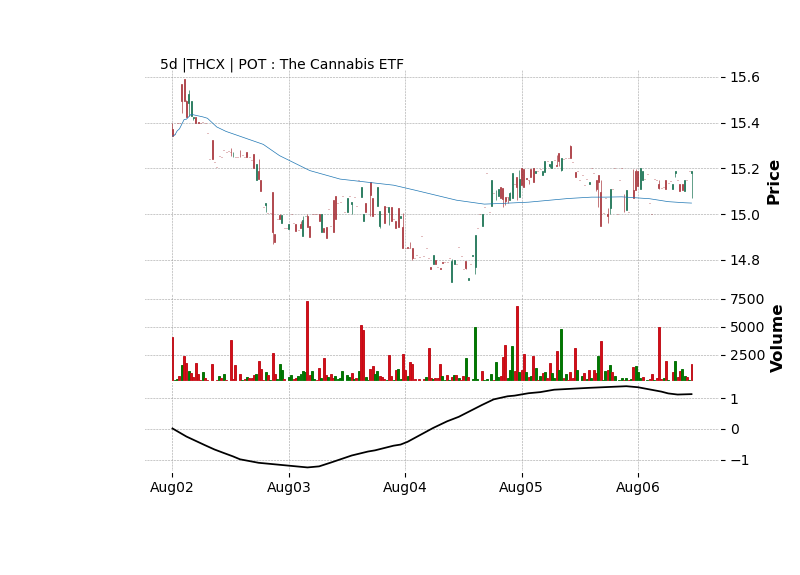 5d |THCX | POT : The Cannabis ETF
15.6
15.4
15.2
15.0
14.8
Price
7500
5000
2500
Volume
1
0
−1
Aug02 Aug03 Aug04 Aug05 Aug06